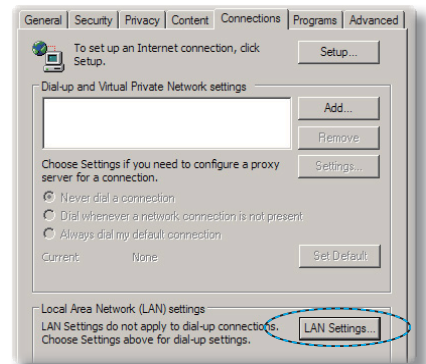 General Security Privacy Content Connections Programs Advanced
To set up an Internet connection, click Setup...
Setup.
Dial-up and Virtual Private Network settings
Add...
Remove
Choose Settings if you need to configure a proxy Settings...
server for a connection.
Never dial a connection
Dial whenever a network connection is not present
Always dial my default connection
Current: None Set Default
Local Area Network (LAN) settings
LAN Settings do not apply to dial-up connections. LAN Settings...
Choose Settings above for dial-up settings.